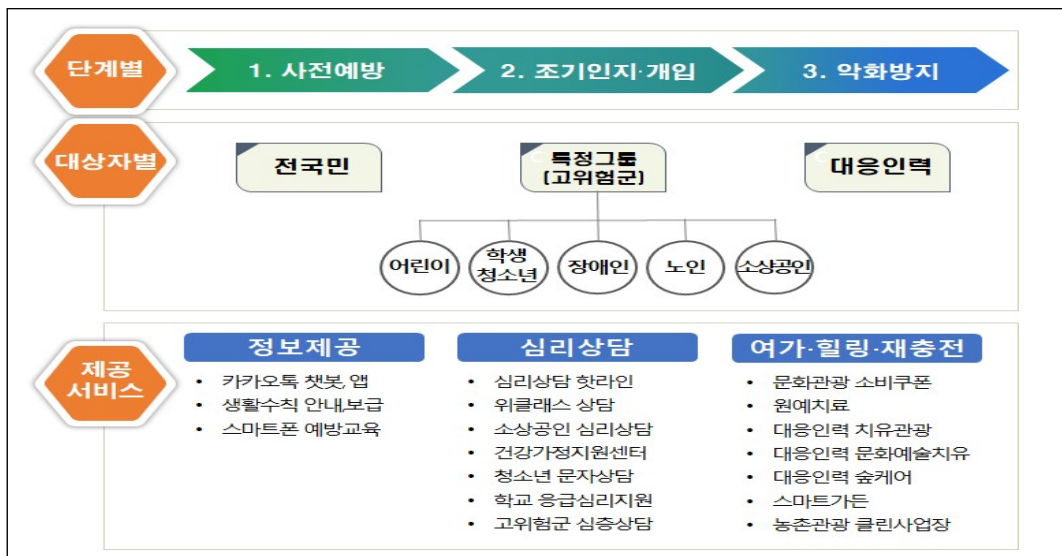 단계별
1. 사전예방
2. 조기인지·개입
3. 악화방지
대상자별
전국민
특정그룹
(고위험군)
대응인력
어린이
학생
청소년
장애인
노인
소상공인
제공
서비스
정보제공
• 카카오톡 챗봇, 앱
• 생활수칙 안내,보급
• 스마트폰 예방교육
심리상담
• 심리상담 핫라인
• 위클래스 상담
• 소상공인 심리상담
• 건강가정지원센터
• 청소년 문자상담
• 학교 응급심리지원
• 고위험군 심층상담
여가·힐링·재충전
• 문화관광 소비쿠폰
• 원예치료
• 대응인력 치유관광
• 대응인력 문화예술치유
• 대응인력 숲케어
• 스마트가든
• 농촌관광 클린사업장